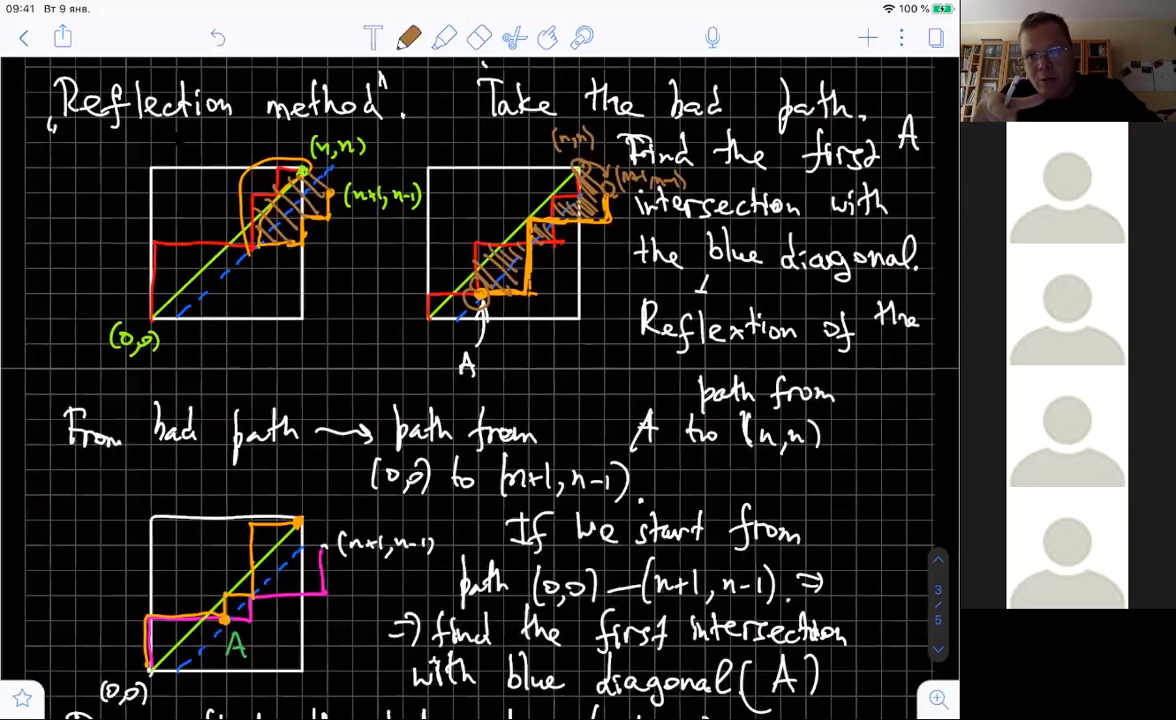 09:41 Вт 9 янв.
100 %
„Reflection method". Take the bad path.
(n,n)
(n+1, n-1)
(0,0)
(n,n)
(n+1, n-1)
A
Find the first A
intersection with
the blue diagonal.
Reflextion of the
path from
A to (n,n)
From bad path → path from
(0,0) to (n+1, n-1).
(n+1, n-1)
A
(0,0)
If we start from
path (0,0) — (n+1, n-1). ⇒
⇒ find the first intersection
with blue diagonal (A)
3
/
5